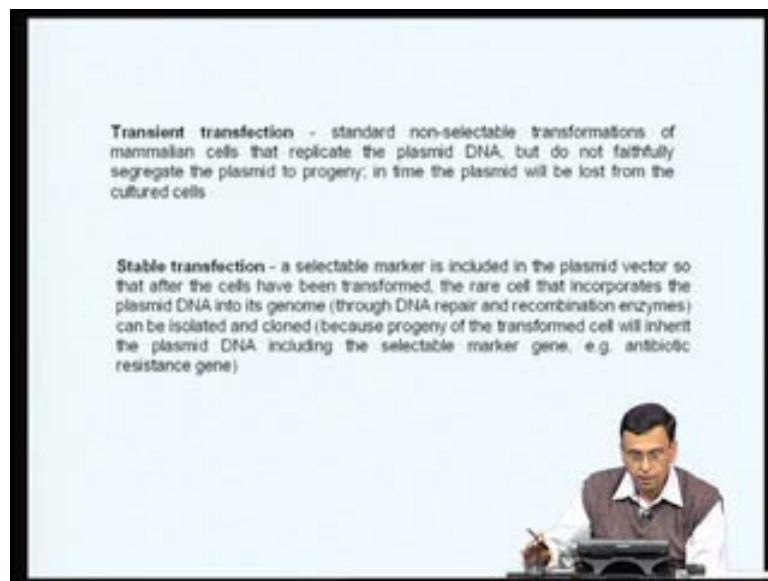 Transient transfection - standard non-selectable transformations of
mammalian cells that replicate the plasmid DNA, but do not faithfully
segregate the plasmid to progeny; in time the plasmid will be lost from the
cultured cells
Stable transfection - a selectable marker is included in the plasmid vector so
that after the cells have been transformed, the rare cell that incorporates the
plasmid DNA into its genome (through DNA repair and recombination enzymes)
can be isolated and cloned (because progeny of the transformed cell will inherit
the plasmid DNA including the selectable marker gene, e.g. antibiotic
resistance gene)